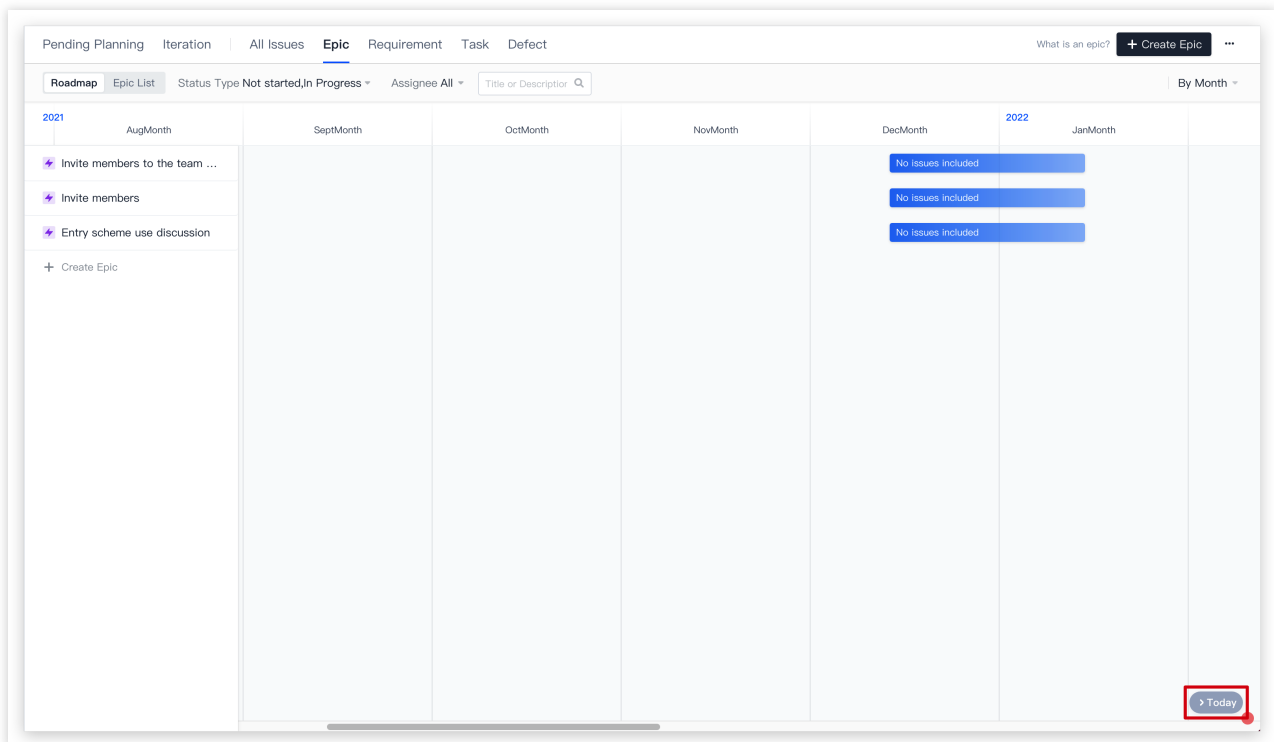 Pending Planning Iteration All Issues Epic Requirement Task Defect What is an epic? + Create Epic ...
Roadmap Epic List Status Type Not started,In Progress Assignee All Title or Descriptior By Month
2021 2022
AugMonth SeptMonth OctMonth NovMonth DecMonth JanMonth
Invite members to the team ... No issues included
Invite members No issues included
Entry scheme use discussion No issues included
+ Create Epic
> Today